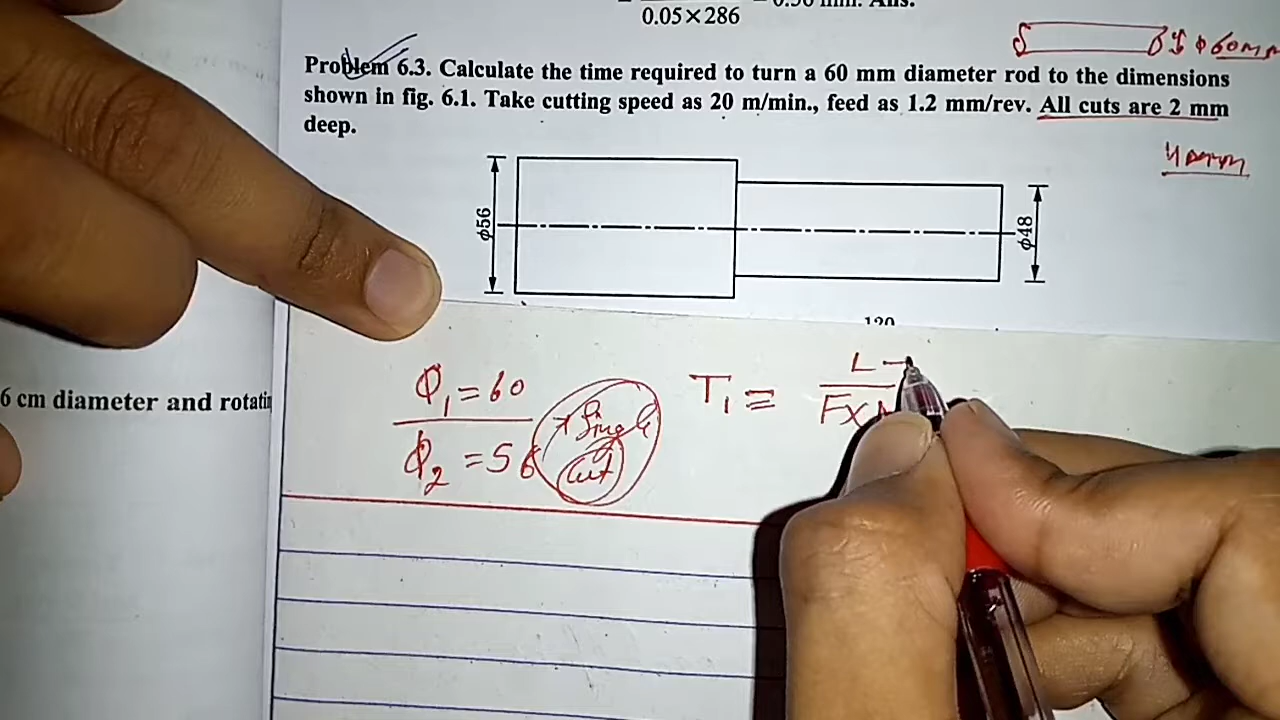 0.05×286
Problem 6.3. Calculate the time required to turn a 60 mm diameter rod to the dimensions
shown in fig. 6.1. Take cutting speed as 20 m/min., feed as 1.2 mm/rev. All cuts are 2 mm
deep.
4mm
ϕ56
ϕ48
120
6 cm diameter and rotatin
ϕ₁ = 60
ϕ₂ = 56
Single
Cut
T₁ =
L
F×N